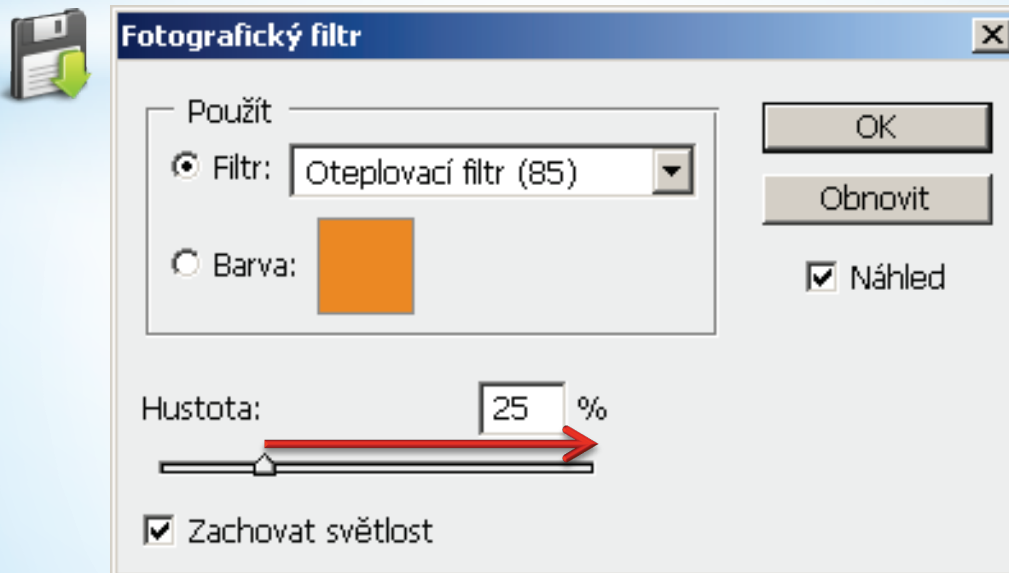 Fotografický filtr
Použít
Filtr: Oteplovací filtr (85)
Barva:
OK
Obnovit
Náhled
Hustota: 25 %
Zachovat světlost